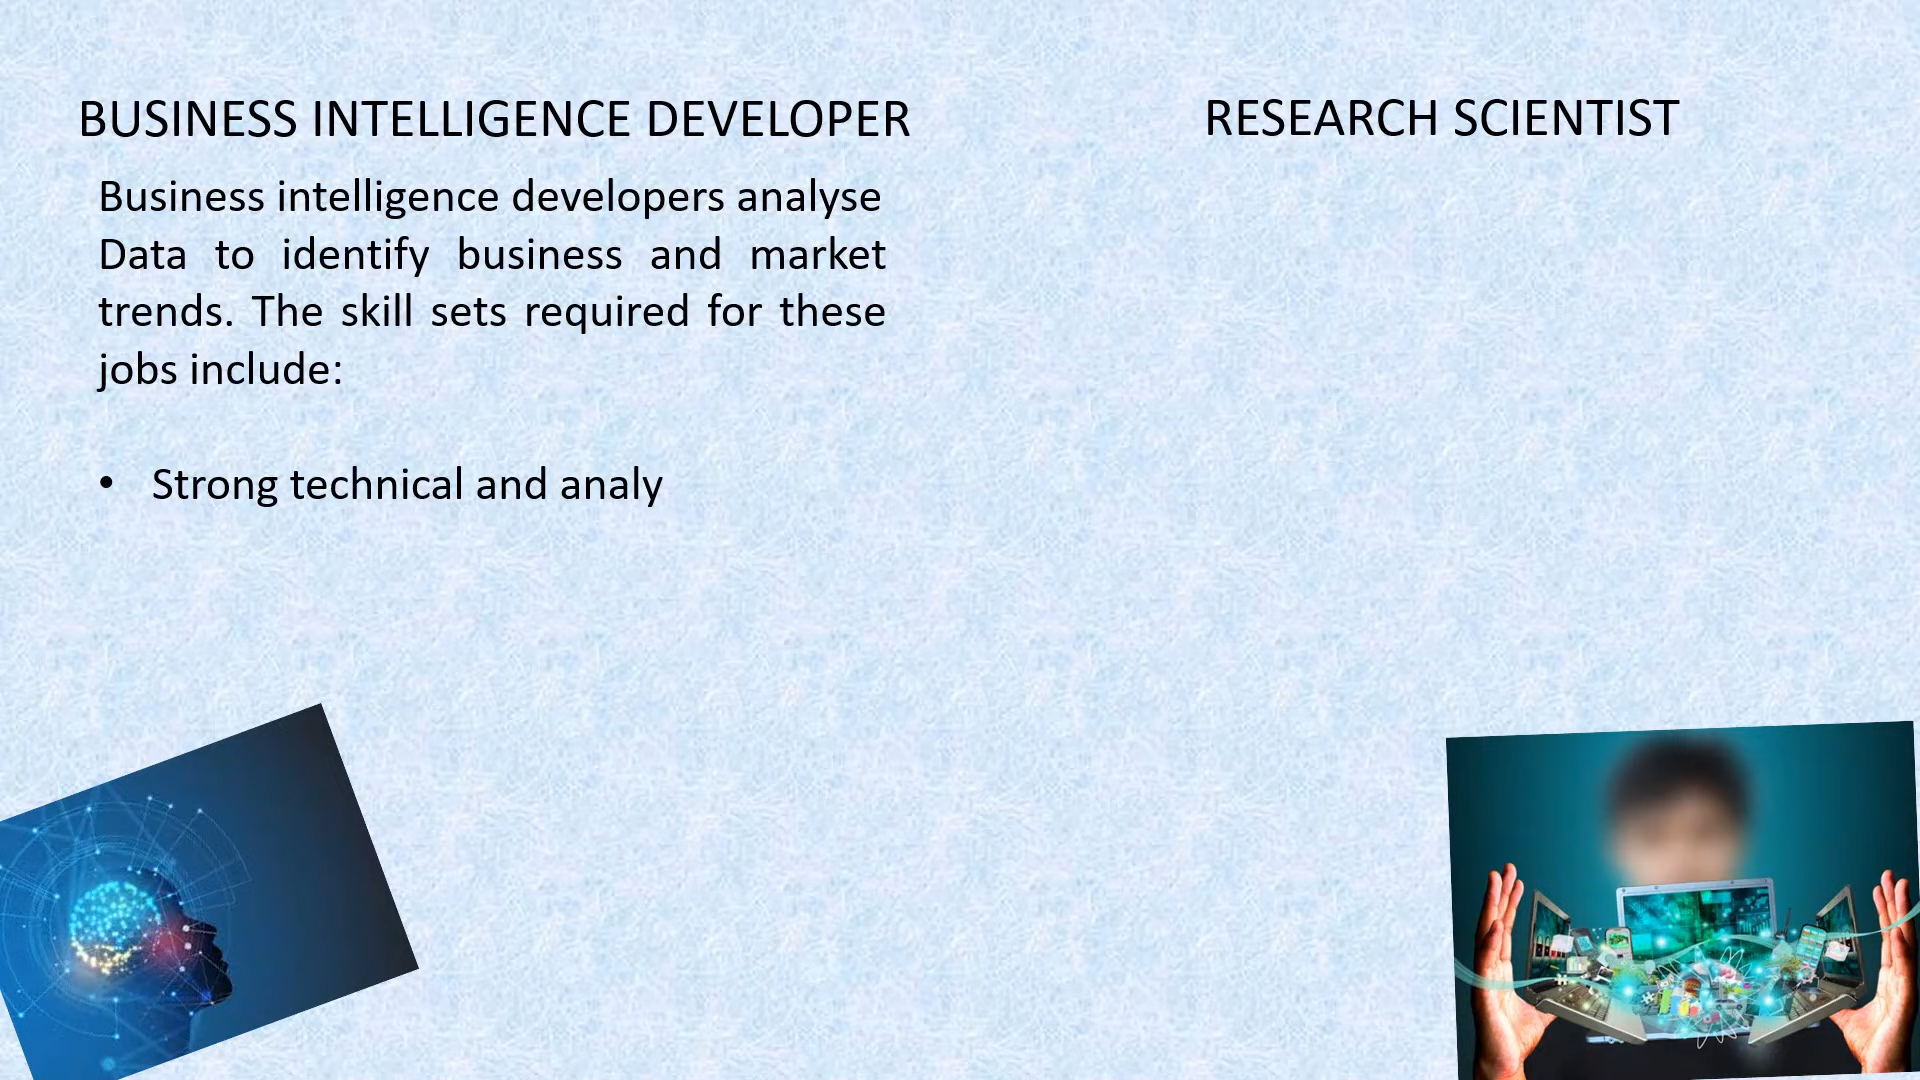 BUSINESS INTELLIGENCE DEVELOPER
Business intelligence developers analyse
Data to identify business and market
trends. The skill sets required for these
jobs include:
• Strong technical and analy
RESEARCH SCIENTIST